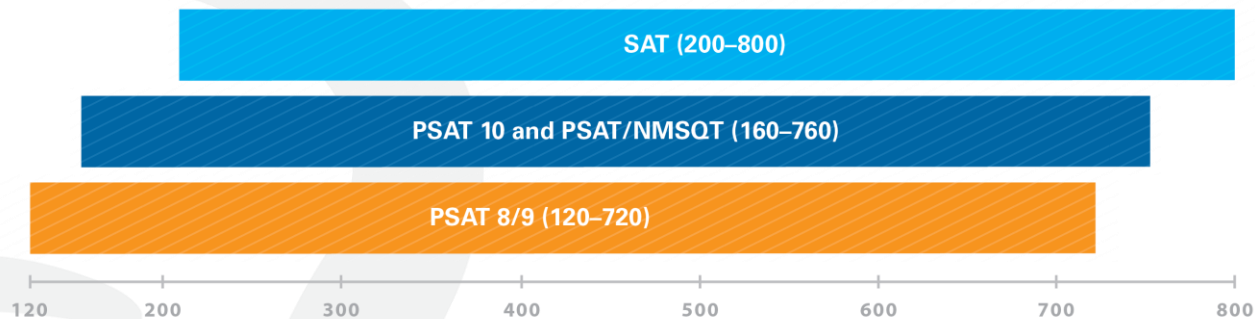 SAT (200–800)
PSAT 10 and PSAT/NMSQT (160–760)
PSAT 8/9 (120–720)
120 200 300 400 500 600 700 800